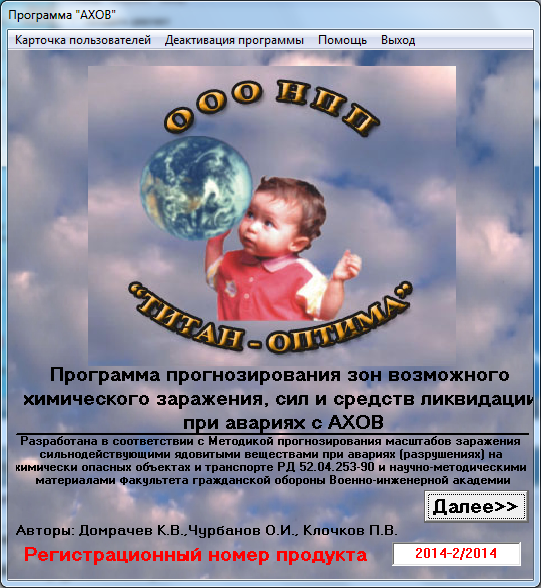 Программа "АХОВ"
Карточка пользователей Деактивация программы Помощь Выход
ООО НПП
"ТИТАН - ОПТИМА"
Программа прогнозирования зон возможного
химического заражения, сил и средств ликвидации
при авариях с АХОВ
Разработана в соответствии с Методикой прогнозирования масштабов заражения
сильнодействующими ядовитыми веществами при авариях (разрушениях) на
химически опасных объектах и транспорте РД 52.04.253-90 и научно-методическими
материалами факультета гражданской обороны Военно-инженерной академии
Далее>>
Авторы: Домрачев К.В.,Чурбанов О.И., Клочков П.В.
Регистрационный номер продукта 2014-2/2014